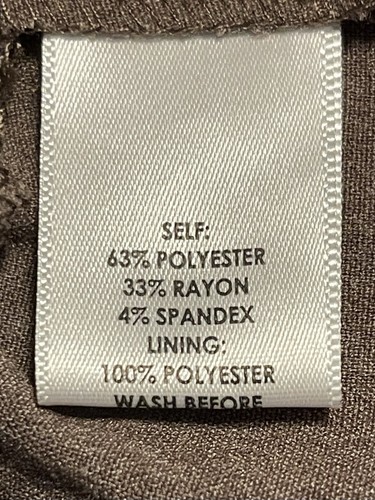 SELF:
63% POLYESTER
33% RAYON
4% SPANDEX
LINING:
100% POLYESTER
WASH BEFORE